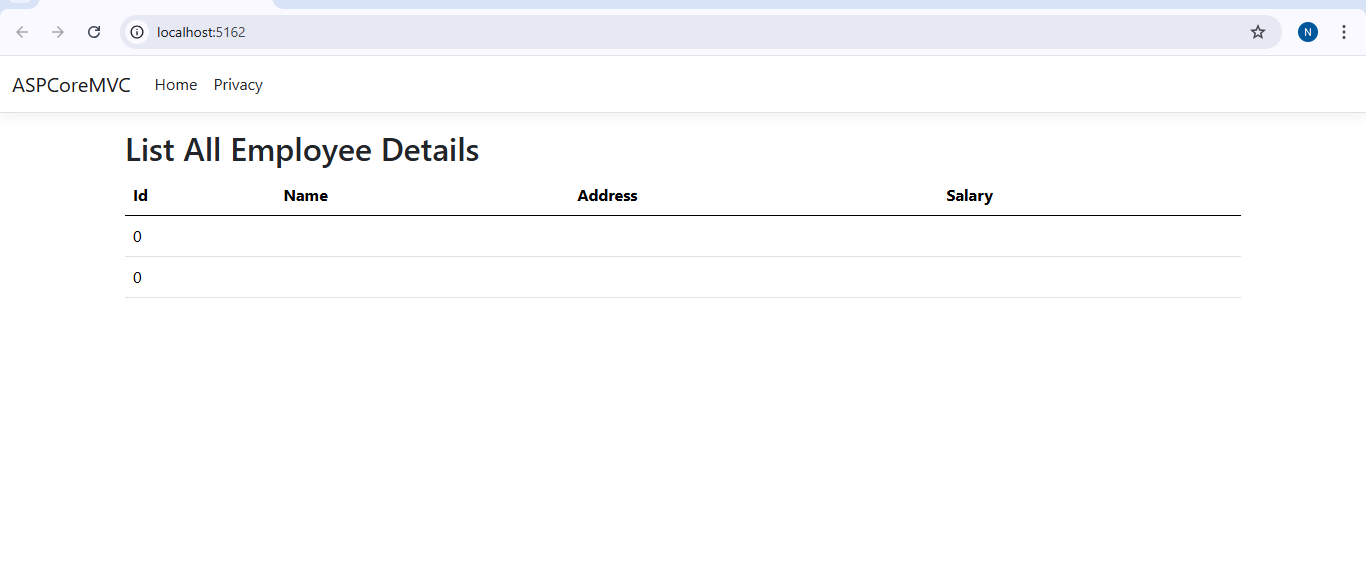 localhost:5162
N
ASPCoreMVC Home Privacy
List All Employee Details
Id Name Address Salary
0
0